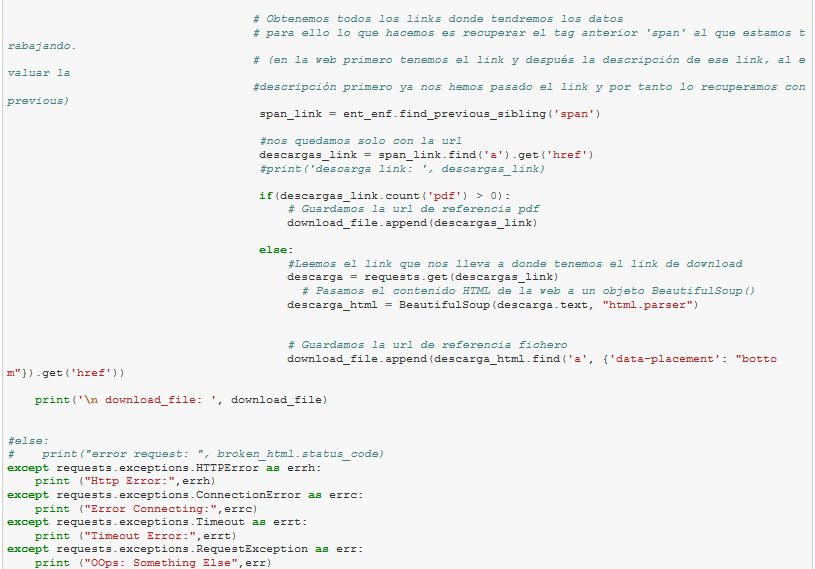 # Obtenemos todos los links donde tendremos los datos
# para ello lo que hacemos es recuperar el tag anterior 'span' al que estamos t
rabajando.
# (en la web primero tenemos el link y después la descripción de ese link, al e
valuar la
#descripción primero ya nos hemos pasado el link y por tanto lo recuperamos con
previous)
span_link = ent_enf.find_previous_sibling('span')
#nos quedamos solo con la url
descargas_link = span_link.find('a').get('href')
#print('descarga link: ', descargas_link)
if(descargas_link.count('pdf') > 0):
# Guardamos la url de referencia pdf
download_file.append(descargas_link)
else:
#Leemos el link que nos lleva a donde tenemos el link de download
descarga = requests.get(descargas_link)
# Pasamos el contenido HTML de la web a un objeto BeautifulSoup()
descarga_html = BeautifulSoup(descarga.text, "html.parser")
# Guardamos la url de referencia fichero
download_file.append(descarga_html.find('a', {'data-placement': "botto
m"}).get('href'))
print('\n download_file: ', download_file)
#else:
#    print("error request: ", broken_html.status_code)
except requests.exceptions.HTTPError as errh:
print ("Http Error:",errh)
except requests.exceptions.ConnectionError as errc:
print ("Error Connecting:",errc)
except requests.exceptions.Timeout as errt:
print ("Timeout Error:",errt)
except requests.exceptions.RequestException as err:
print ("OOps: Something Else",err)